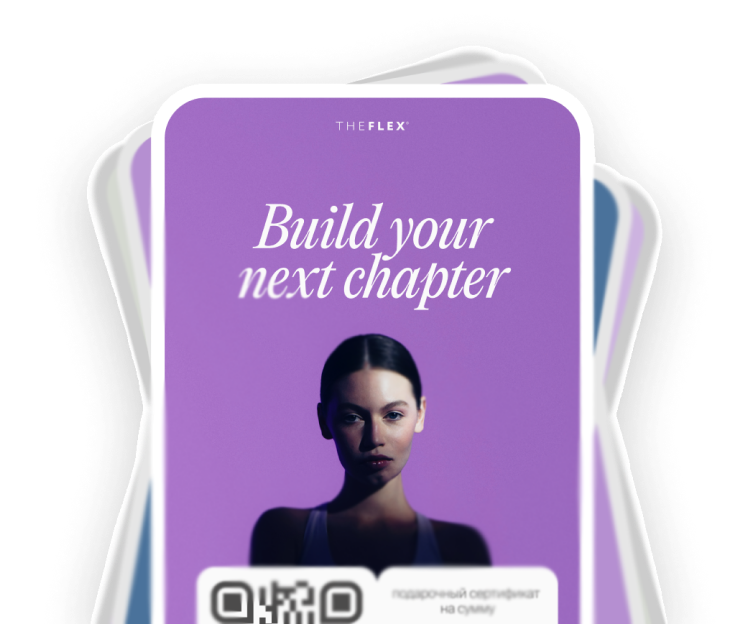 THEFLEX®
Build your
next chapter
подарочный сертификат
на сумму